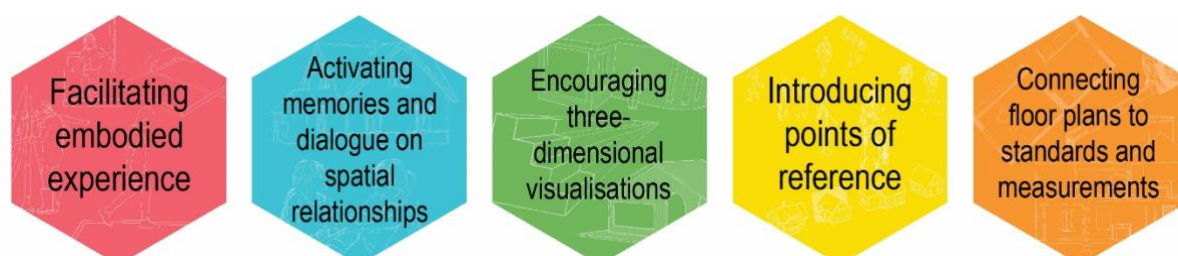 Facilitating
embodied
experience
Activating
memories and
dialogue on
spatial
relationships
Encouraging
three-
dimensional
visualisations
Introducing
points of
reference
Connecting
floor plans to
standards and
measurements